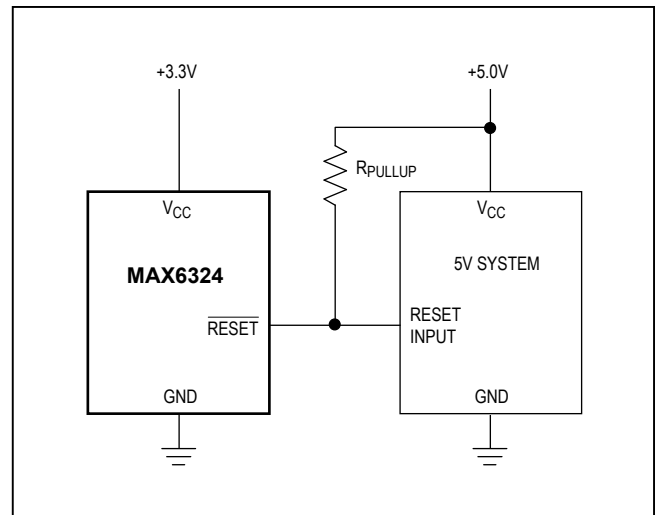 +3.3V
+5.0V
RPULLUP
VCC
VCC
MAX6324
5V SYSTEM
RESET
RESET
INPUT
GND
GND